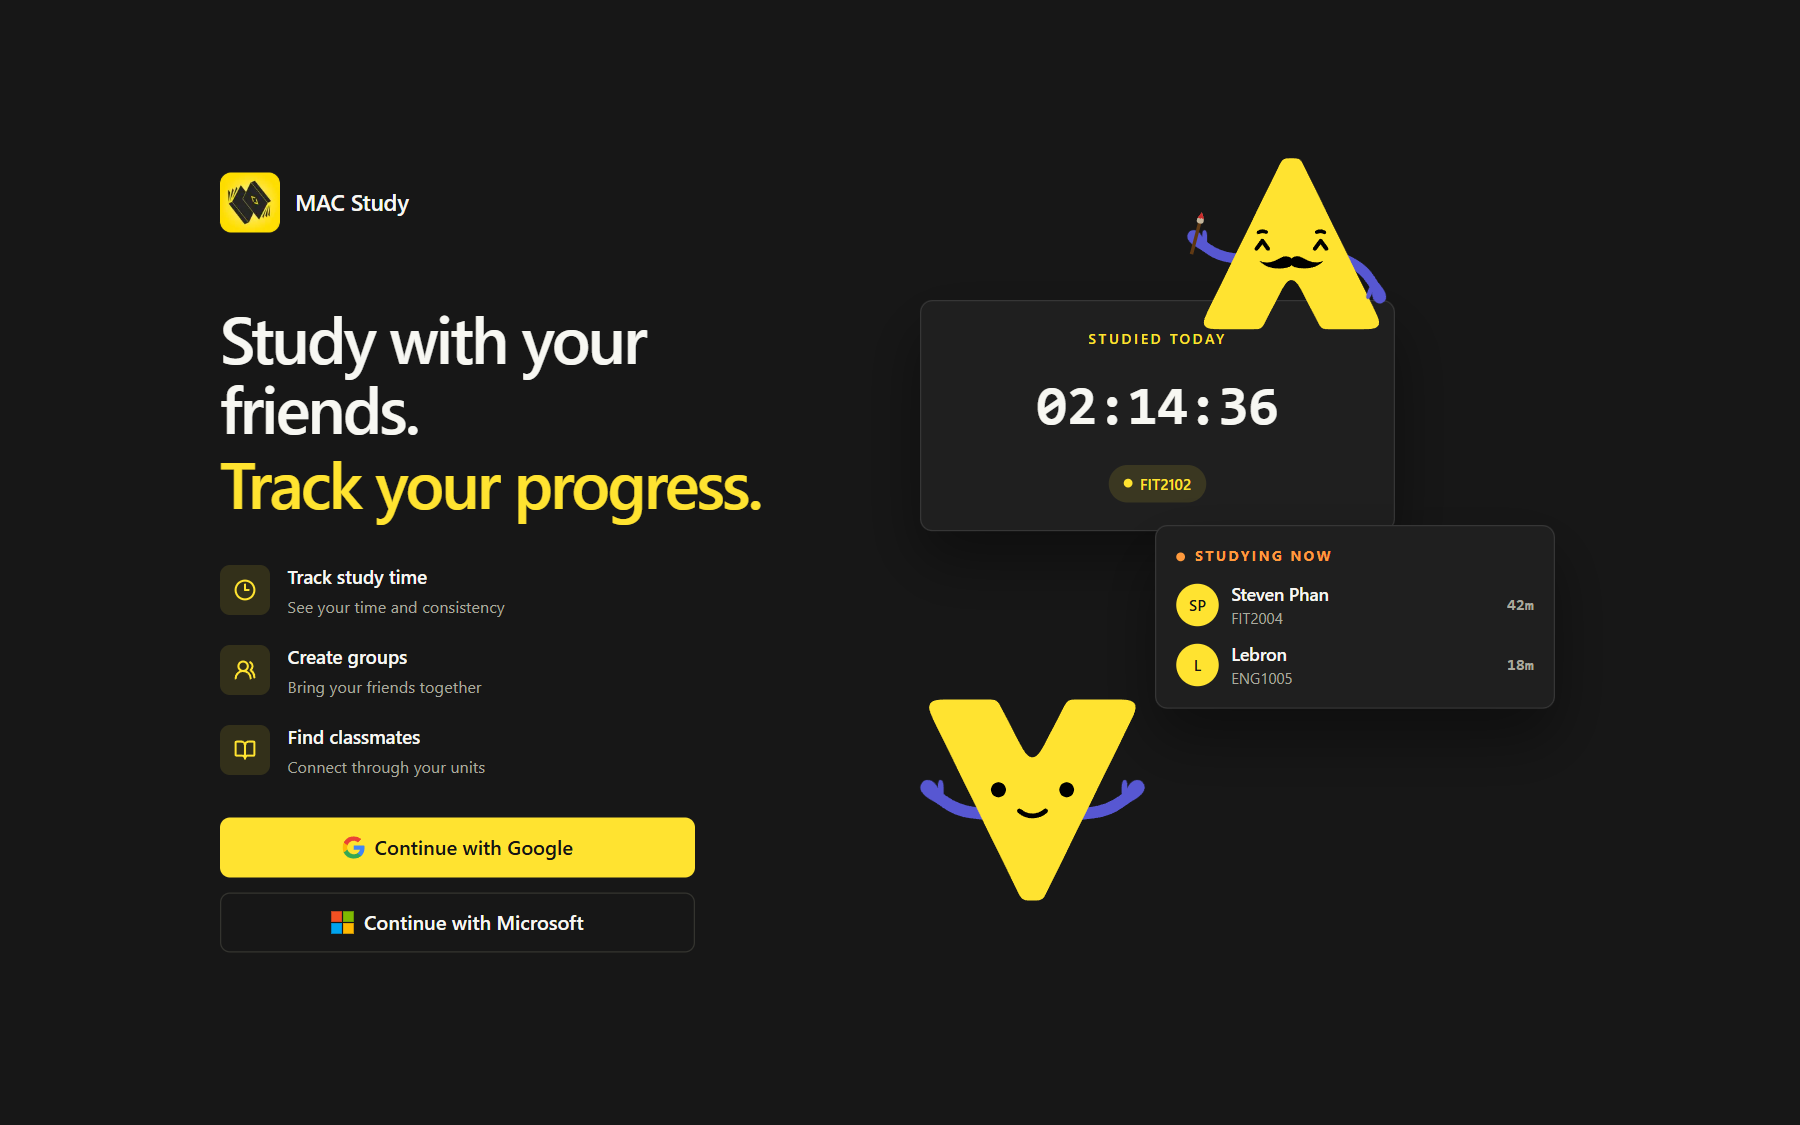 MAC Study
Study with your
friends.
Track your progress.
Track study time
See your time and consistency
Create groups
Bring your friends together
Find classmates
Connect through your units
Continue with Google
Continue with Microsoft
STUDIED TODAY
02:14:36
FIT2102
STUDYING NOW
SP
Steven Phan
42m
FIT2004
L
Lebron
18m
ENG1005